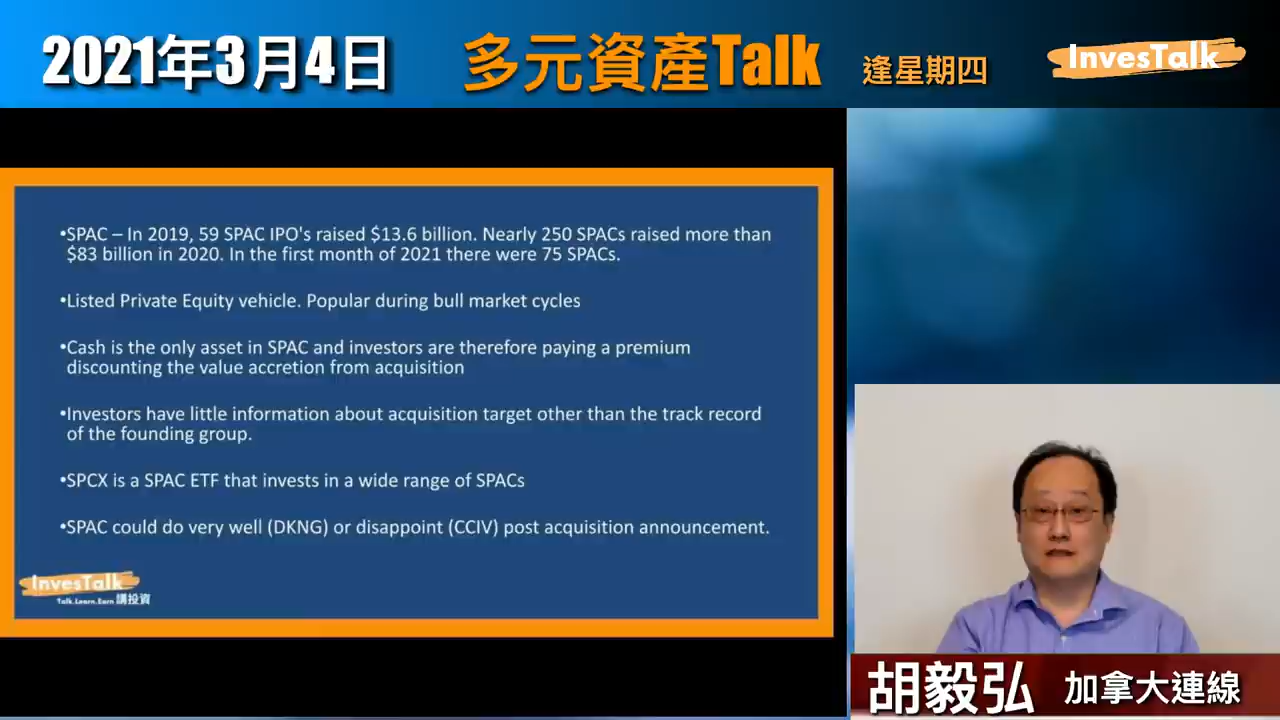 2021年3月4日 多元資產Talk 逢星期四 InvesTalk
•SPAC – In 2019, 59 SPAC IPO's raised $13.6 billion. Nearly 250 SPACs raised more than
$83 billion in 2020. In the first month of 2021 there were 75 SPACs.
•Listed Private Equity vehicle. Popular during bull market cycles
•Cash is the only asset in SPAC and investors are therefore paying a premium
discounting the value accretion from acquisition
•Investors have little information about acquisition target other than the track record
of the founding group.
•SPCX is a SPAC ETF that invests in a wide range of SPACs
•SPAC could do very well (DKNG) or disappoint (CCIV) post acquisition announcement.
InvesTalk
Talk.Learn.Earn 講投資
胡毅弘 加拿大連線